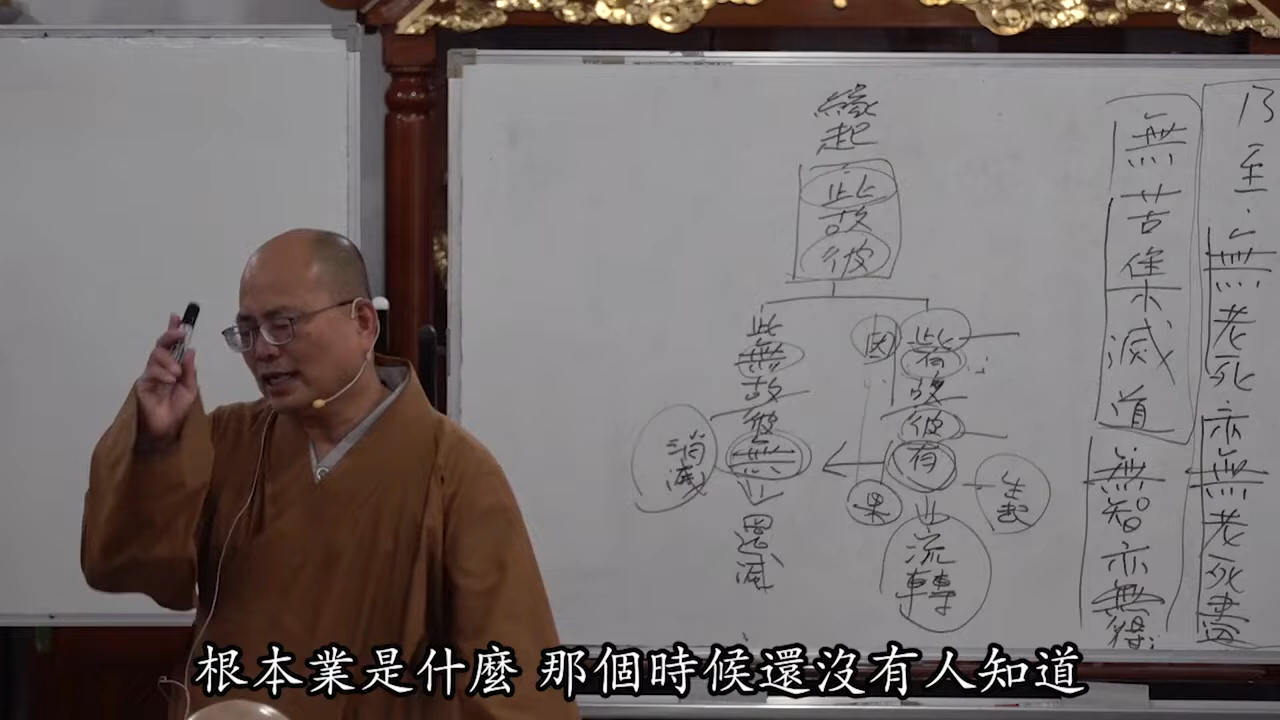 乃至無老死亦無老死盡
無苦集滅道
無智亦無得
緣起
此故彼
此有故彼有
因
果
生起
流轉
此無故彼無
消滅
還滅
根本業是什麼 那個時候還沒有人知道